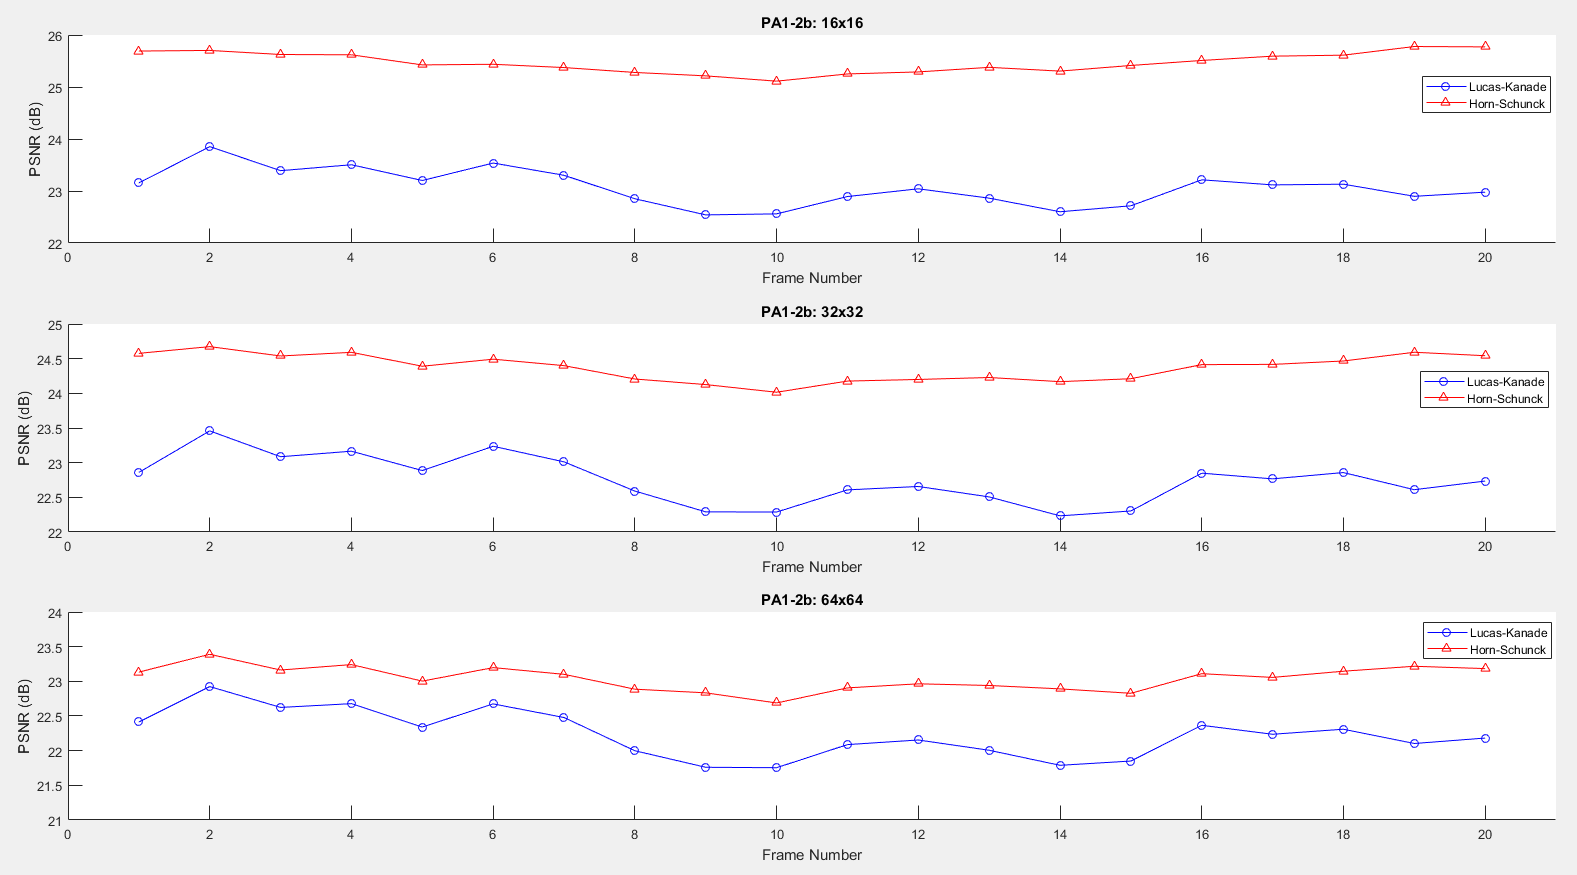 PA1-2b: 16x16
26
25
24
23
22
PSNR (dB)
Lucas-Kanade
Horn-Schunck
0 2 4 6 8 10 12 14 16 18 20
Frame Number
PA1-2b: 32x32
25
24.5
24
23.5
23
22.5
22
PSNR (dB)
Lucas-Kanade
Horn-Schunck
0 2 4 6 8 10 12 14 16 18 20
Frame Number
PA1-2b: 64x64
24
23.5
23
22.5
22
21.5
21
PSNR (dB)
Lucas-Kanade
Horn-Schunck
0 2 4 6 8 10 12 14 16 18 20
Frame Number